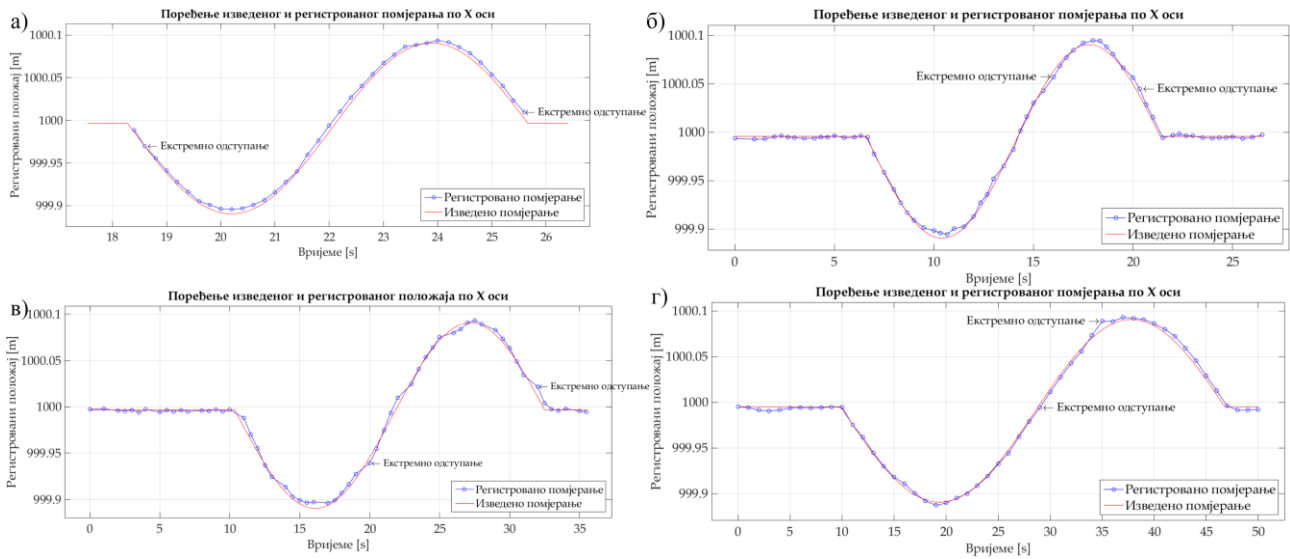 а)
Поређење изведеног и регистрованог помјерања по X оси
1000.1
1000.05
1000
999.95
999.9
Регистровани положај [m]
Екстремно одступање
Екстремно одступање
Регистровано помјерање
Изведено помјерање
18 19 20 21 22 23 24 25 26
Вријеме [s]
б)
Поређење изведеног и регистрованог помјерања по X оси
1000.1
1000.05
1000
999.95
999.9
Регистровани положај [m]
Екстремно одступање
Екстремно одступање
Регистровано помјерање
Изведено помјерање
0 5 10 15 20 25
Вријеме [s]
в)
Поређење изведеног и регистрованог положаја по X оси
1000.1
1000.05
1000
999.95
999.9
Регистровани положај [m]
Екстремно одступање
Екстремно одступање
Регистровано помјерање
Изведено помјерање
0 5 10 15 20 25 30 35
Вријеме [s]
г)
Поређење изведеног и регистрованог помјерања по X оси
1000.1
1000.05
1000
999.95
999.9
Регистровани положај [m]
Екстремно одступање
Екстремно одступање
Регистровано помјерање
Изведено помјерање
0 5 10 15 20 25 30 35 40 45 50
Вријеме [s]